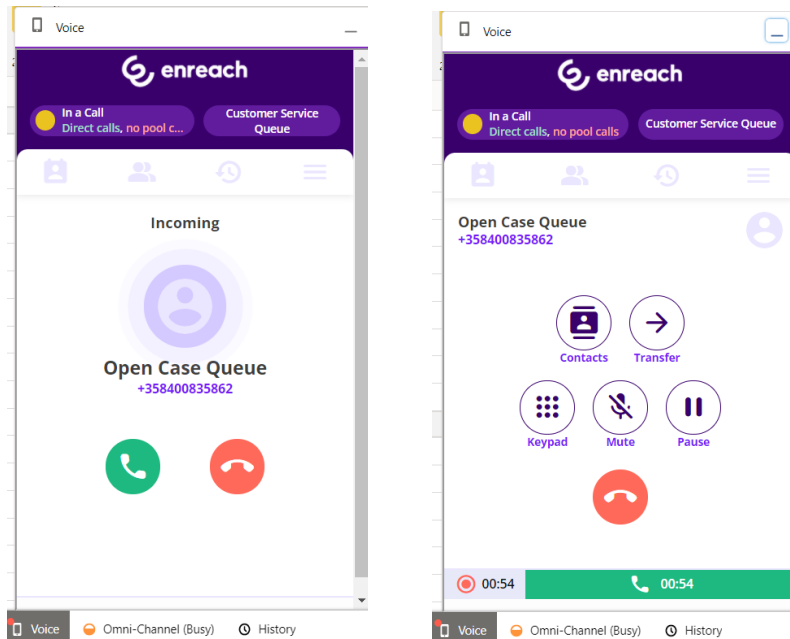 Voice
enreach
In a Call
Direct calls, no pool c...
Customer Service
Queue
Incoming
Open Case Queue
+358400835862
Voice
Omni-Channel (Busy)
History
Voice
enreach
In a Call
Direct calls, no pool calls
Customer Service Queue
Open Case Queue
+358400835862
Contacts
Transfer
Keypad
Mute
Pause
00:54
00:54
Voice
Omni-Channel (Busy)
History